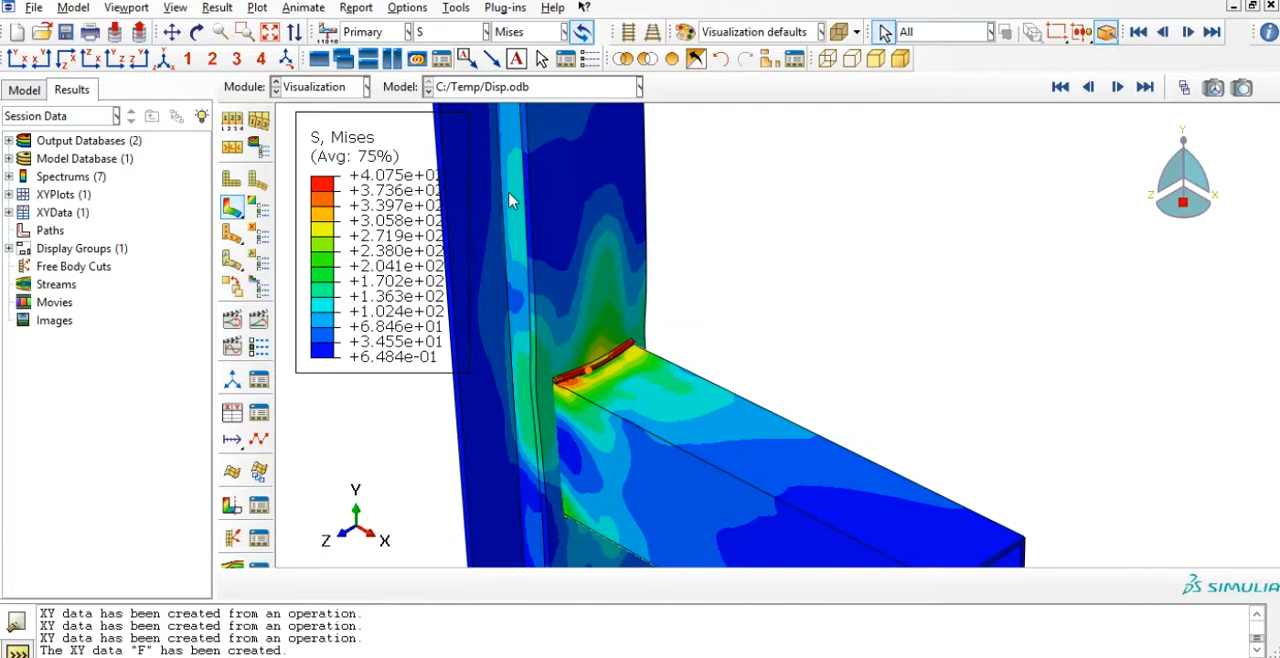 File Model Viewport View Result Plot Animate Report Options Tools Plug-ins Help
Primary S Mises Visualization defaults All
1 2 3 4 A
Model Results Module: Visualization Model: C:/Temp/Disp.odb
Session Data
Output Databases (2)
Model Database (1)
Spectrums (7)
XYPlots (1)
XYData (1)
Paths
Display Groups (1)
Free Body Cuts
Streams
Movies
Images
S, Mises
(Avg: 75%)
+4.075e+02
+3.736e+02
+3.397e+02
+3.058e+02
+2.719e+02
+2.380e+02
+2.041e+02
+1.702e+02
+1.363e+02
+1.024e+02
+6.846e+01
+3.455e+01
+6.484e-01
Y
Z X
Y
Z X
SIMULIA
XY data has been created from an operation.
XY data has been created from an operation.
XY data has been created from an operation.
The XY data "F" has been created.
>>>